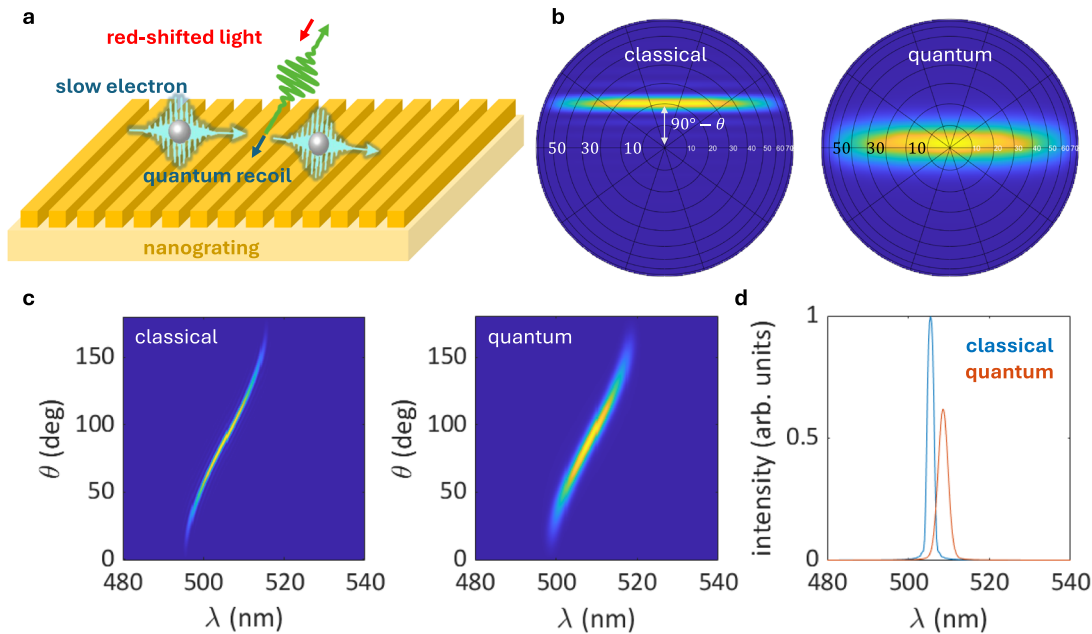 a
red-shifted light
slow electron
quantum recoil
nanograting
b
classical
90° − θ
50 30 10
10 20 30 40 50 60 70
quantum
50 30 10
10 20 30 40 50 60 70
c
classical
150
100
50
0
θ (deg)
480 500 520 540
λ (nm)
quantum
150
100
50
0
θ (deg)
480 500 520 540
λ (nm)
d
classical
quantum
1
0.5
0
intensity (arb. units)
480 500 520 540
λ (nm)